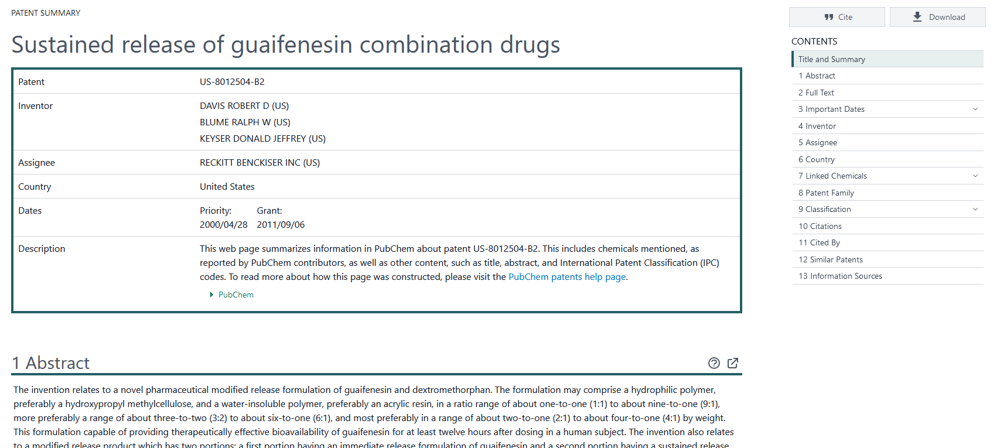 PATENT SUMMARY
Sustained release of guaifenesin combination drugs
Patent US-8012504-B2
Inventor DAVIS ROBERT D (US)
BLUME RALPH W (US)
KEYSER DONALD JEFFREY (US)
Assignee RECKITT BENCKISER INC (US)
Country United States
Dates Priority: Grant:
2000/04/28 2011/09/06
Description This web page summarizes information in PubChem about patent US-8012504-B2. This includes chemicals mentioned, as
reported by PubChem contributors, as well as other content, such as title, abstract, and International Patent Classification (IPC)
codes. To read more about how this page was constructed, please visit the PubChem patents help page.
PubChem
1 Abstract
The invention relates to a novel pharmaceutical modified release formulation of guaifenesin and dextromethorphan. The formulation may comprise a hydrophilic polymer,
preferably a hydroxypropyl methylcellulose, and a water-insoluble polymer, preferably an acrylic resin, in a ratio range of about one-to-one (1:1) to about nine-to-one (9:1),
more preferably a range of about three-to-two (3:2) to about six-to-one (6:1), and most preferably in a range of about two-to-one (2:1) to about four-to-one (4:1) by weight.
This formulation capable of providing therapeutically effective bioavailability of guaifenesin for at least twelve hours after dosing in a human subject. The invention also relates
to a modified release product which has two portions: a first portion having an immediate release formulation of guaifenesin and a second portion having a sustained release
Cite
Download
CONTENTS
Title and Summary
1 Abstract
2 Full Text
3 Important Dates
4 Inventor
5 Assignee
6 Country
7 Linked Chemicals
8 Patent Family
9 Classification
10 Citations
11 Cited By
12 Similar Patents
13 Information Sources